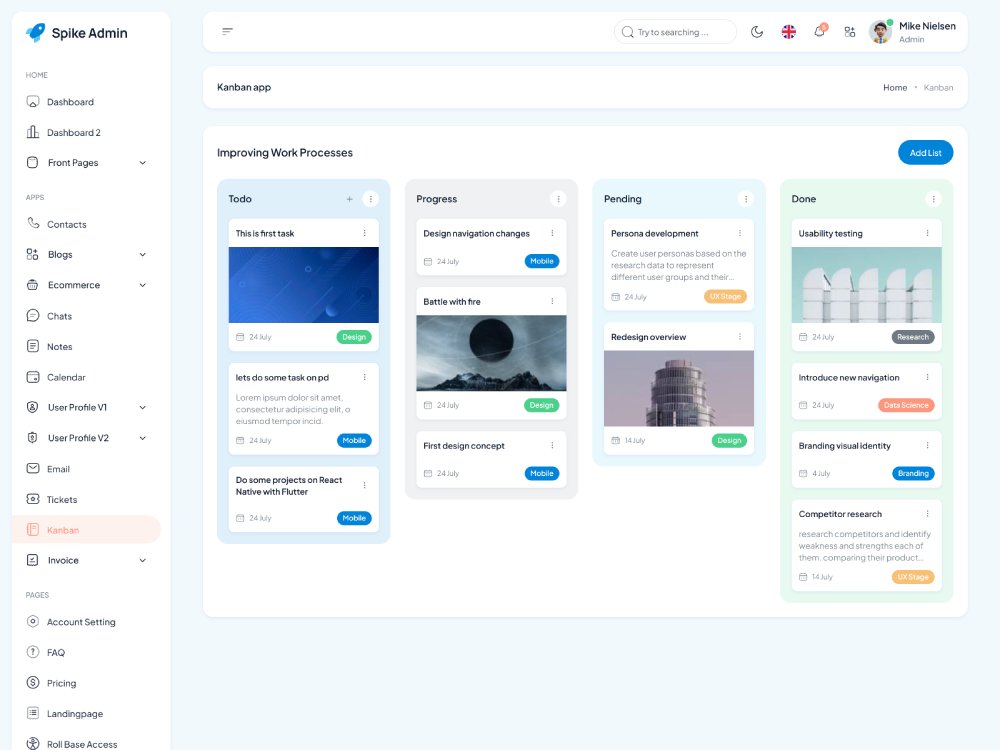 Spike Admin
HOME
Dashboard
Dashboard 2
Front Pages
APPS
Contacts
Blogs
Ecommerce
Chats
Notes
Calendar
User Profile V1
User Profile V2
Email
Tickets
Kanban
Invoice
PAGES
Account Setting
FAQ
Pricing
Landingpage
Roll Base Access
Try to searching ...
Mike Nielsen
Admin
Kanban app
Home • Kanban
Improving Work Processes
Add List
Todo
This is first task
24 July
Design
lets do some task on pd
Lorem ipsum dolor sit amet,
consectetur adipisicing elit, o
eiusmod tempor incid.
24 July
Mobile
Do some projects on React
Native with Flutter
24 July
Mobile
Progress
Design navigation changes
24 July
Mobile
Battle with fire
24 July
Design
First design concept
24 July
Mobile
Pending
Persona development
Create user personas based on the
research data to represent
different user groups and their...
24 July
UX Stage
Redesign overview
14 July
Design
Done
Usability testing
24 July
Research
Introduce new navigation
24 July
Data Science
Branding visual identity
4 July
Branding
Competitor research
research competitors and identify
weakness and strengths each of
them. comparing their product...
14 July
UX Stage